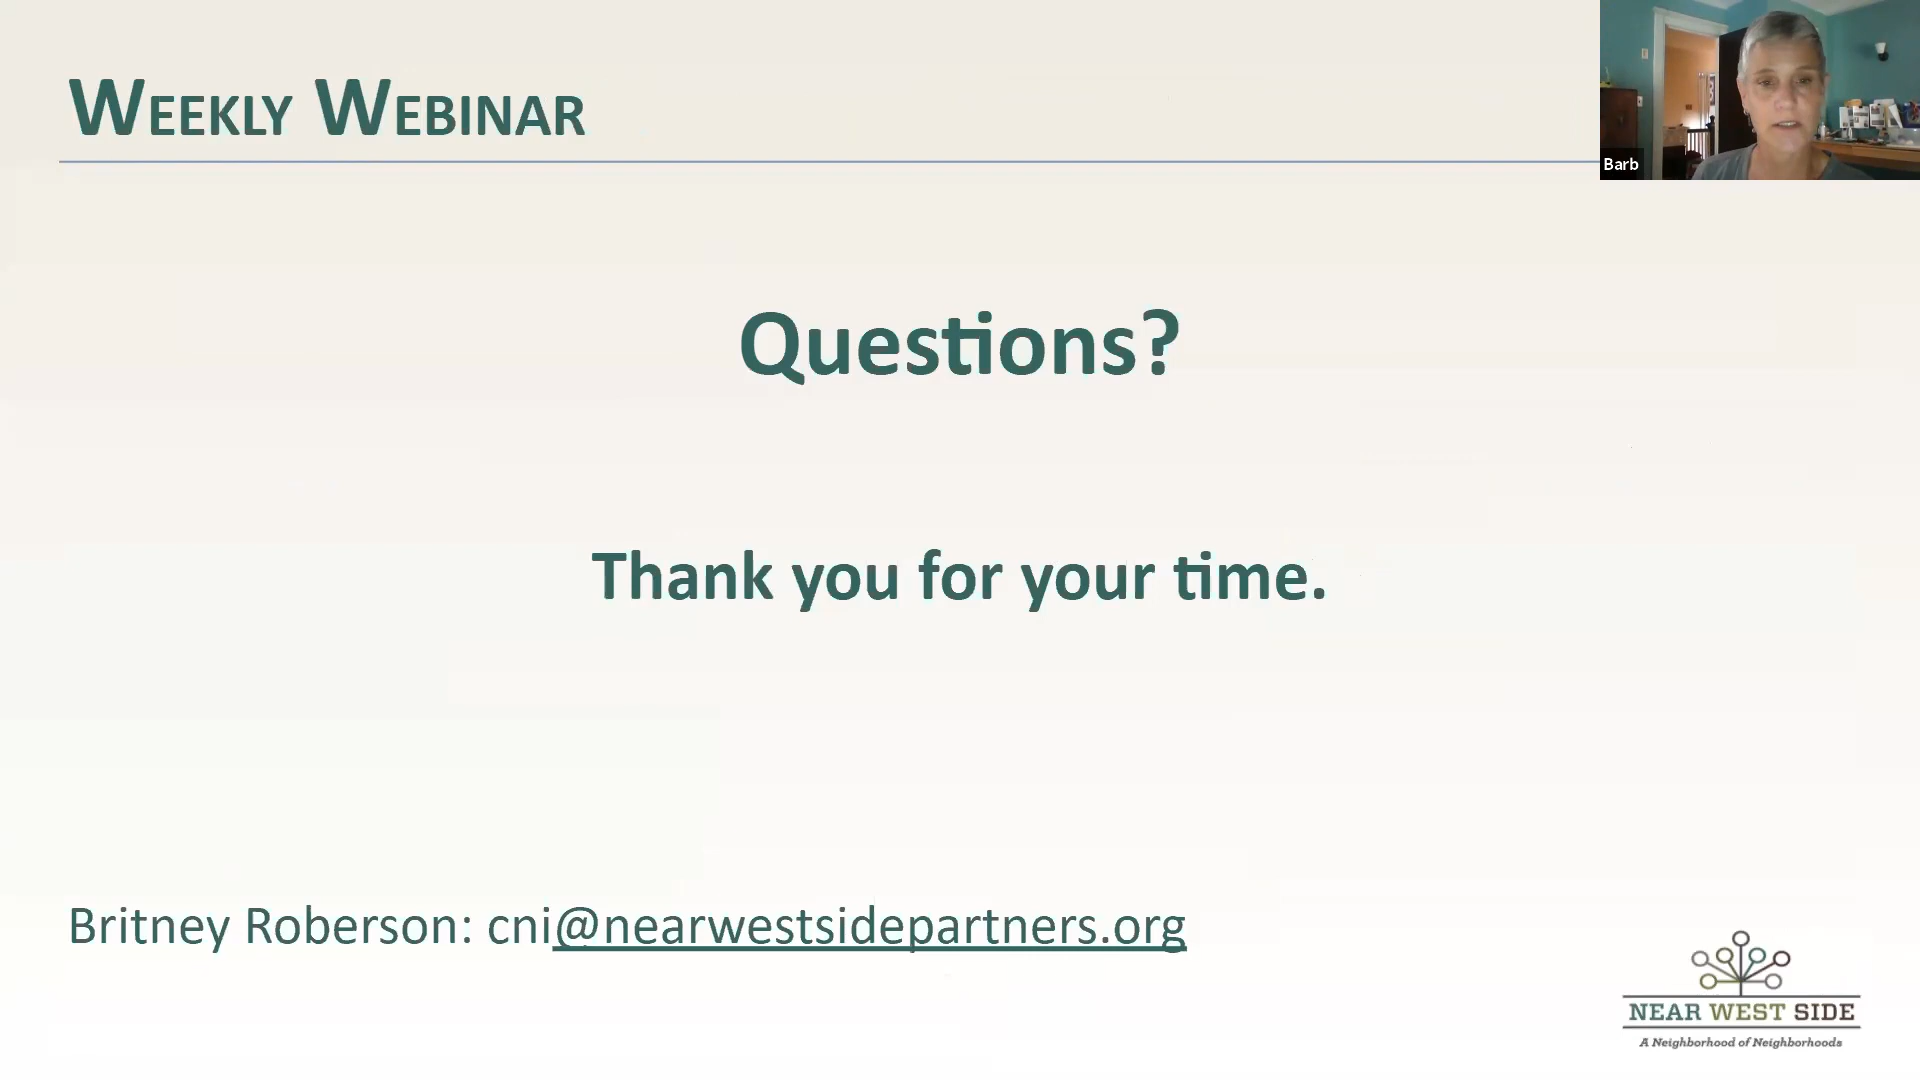 Weekly Webinar
Barb
Questions?
Thank you for your time.
Britney Roberson: cni@nearwestsidepartners.org
NEAR WEST SIDE
A Neighborhood of Neighborhoods